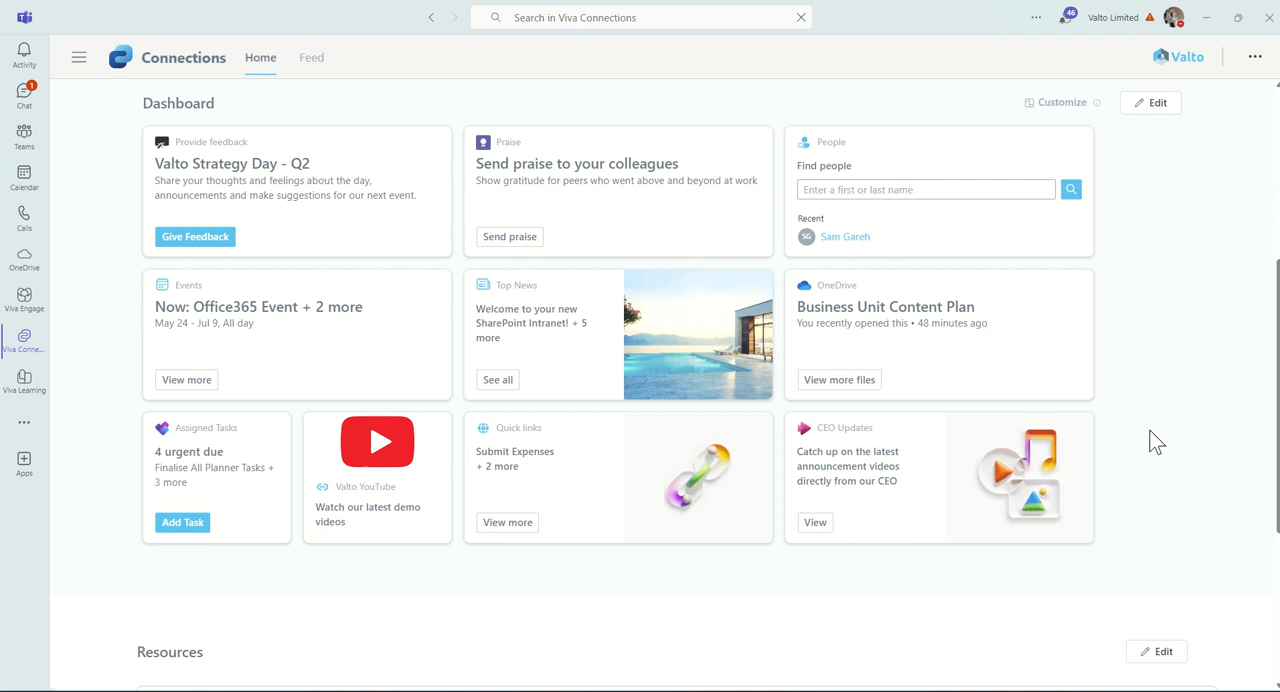 Search in Viva Connections
46
Valto Limited
Activity
1
Chat
Teams
Calendar
Calls
OneDrive
Viva Engage
Viva Conne...
Viva Learning
Apps
Connections
Home
Feed
Valto
Dashboard
Customize
Edit
Provide feedback
Valto Strategy Day - Q2
Share your thoughts and feelings about the day,
announcements and make suggestions for our next event.
Give Feedback
Praise
Send praise to your colleagues
Show gratitude for peers who went above and beyond at work
Send praise
People
Find people
Enter a first or last name
Recent
SG Sam Gareh
Events
Now: Office365 Event + 2 more
May 24 - Jul 9, All day
View more
Top News
Welcome to your new
SharePoint Intranet! + 5
more
See all
OneDrive
Business Unit Content Plan
You recently opened this • 48 minutes ago
View more files
Assigned Tasks
4 urgent due
Finalise All Planner Tasks +
3 more
Add Task
Valto YouTube
Watch our latest demo
videos
Quick links
Submit Expenses
+ 2 more
View more
CEO Updates
Catch up on the latest
announcement videos
directly from our CEO
View
Resources
Edit